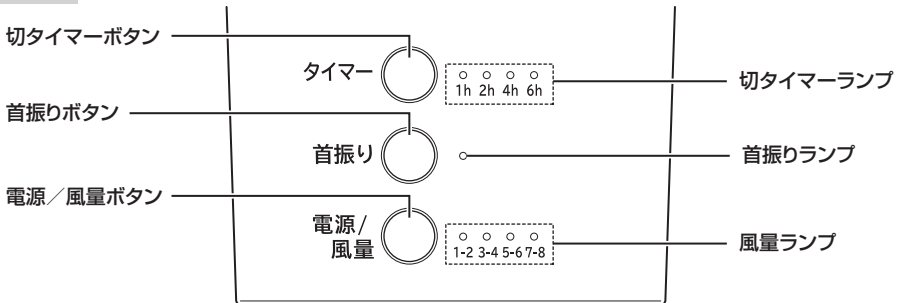 切タイマーボタン
タイマー
1h 2h 4h 6h
切タイマーランプ
首振りボタン
首振り
首振りランプ
電源／風量ボタン
電源/
風量
1-2 3-4 5-6 7-8
風量ランプ